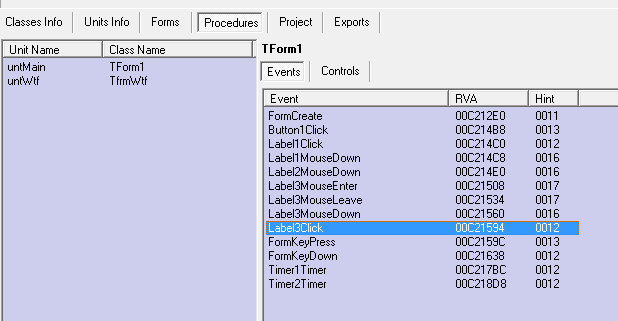 Classes Info Units Info Forms Procedures Project Exports
Unit Name Class Name
untMain TForm1
untWtf TfrmWtf
TForm1
Events Controls
Event RVA Hint
FormCreate 00C212E0 0011
Button1Click 00C214B8 0013
Label1Click 00C214C0 0012
Label1MouseDown 00C214C8 0016
Label2MouseDown 00C214E0 0016
Label3MouseEnter 00C21508 0017
Label3MouseLeave 00C21534 0017
Label3MouseDown 00C21560 0016
Label3Click 00C21594 0012
FormKeyPress 00C2159C 0013
FormKeyDown 00C21638 0012
Timer1Timer 00C217BC 0012
Timer2Timer 00C218D8 0012